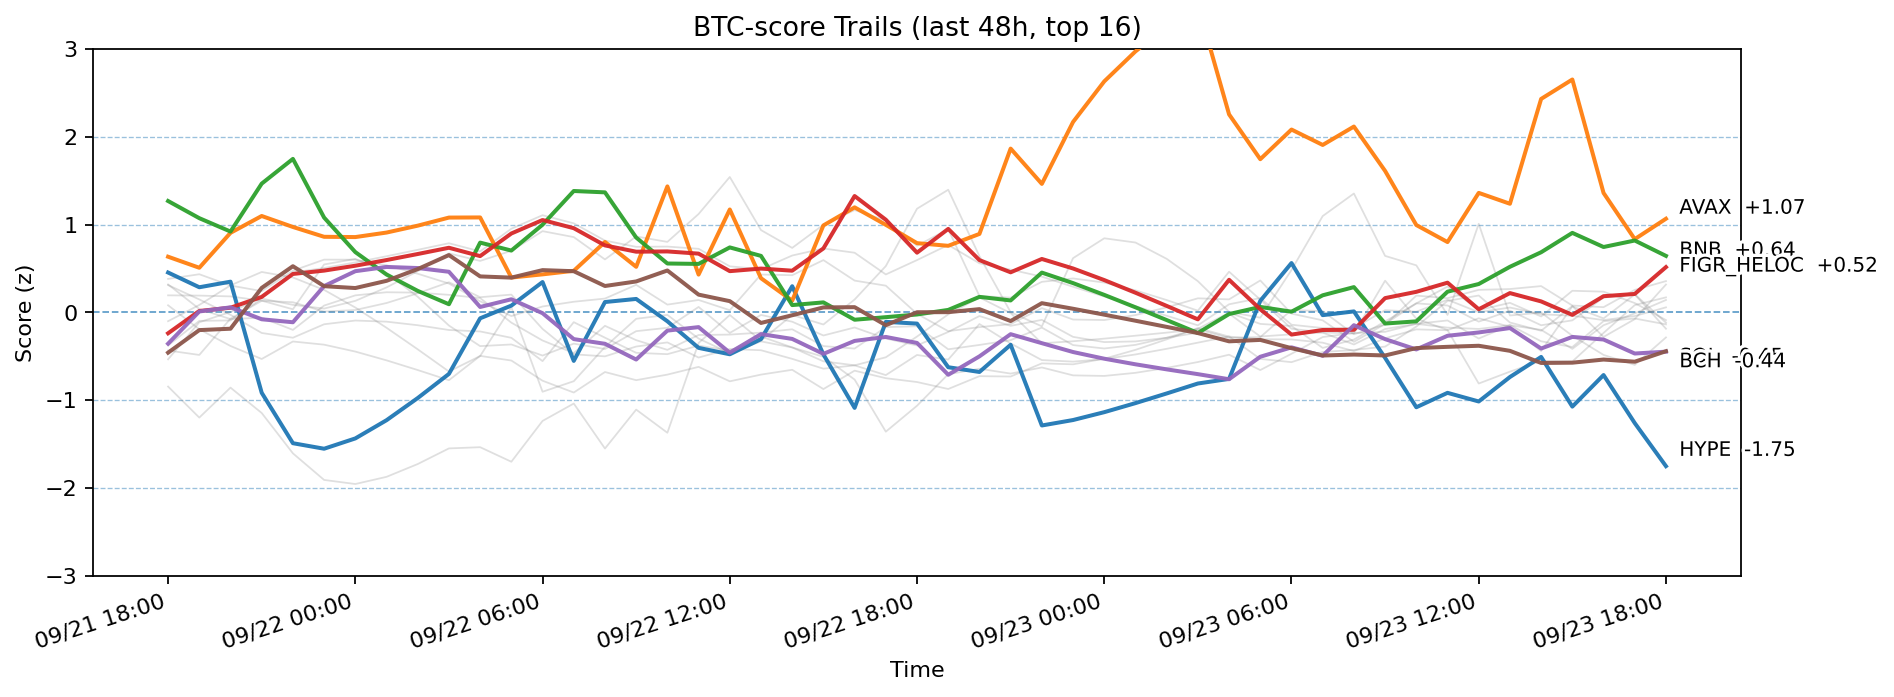 BTC-score Trails (last 48h, top 16)
Score (z)
3
2
1
0
−1
−2
−3
AVAX +1.07
BNB +0.64
FIGR_HELOC +0.52
BCH -0.44
HYPE -1.75
09/21 18:00
09/22 00:00
09/22 06:00
09/22 12:00
09/22 18:00
09/23 00:00
09/23 06:00
09/23 12:00
09/23 18:00
Time